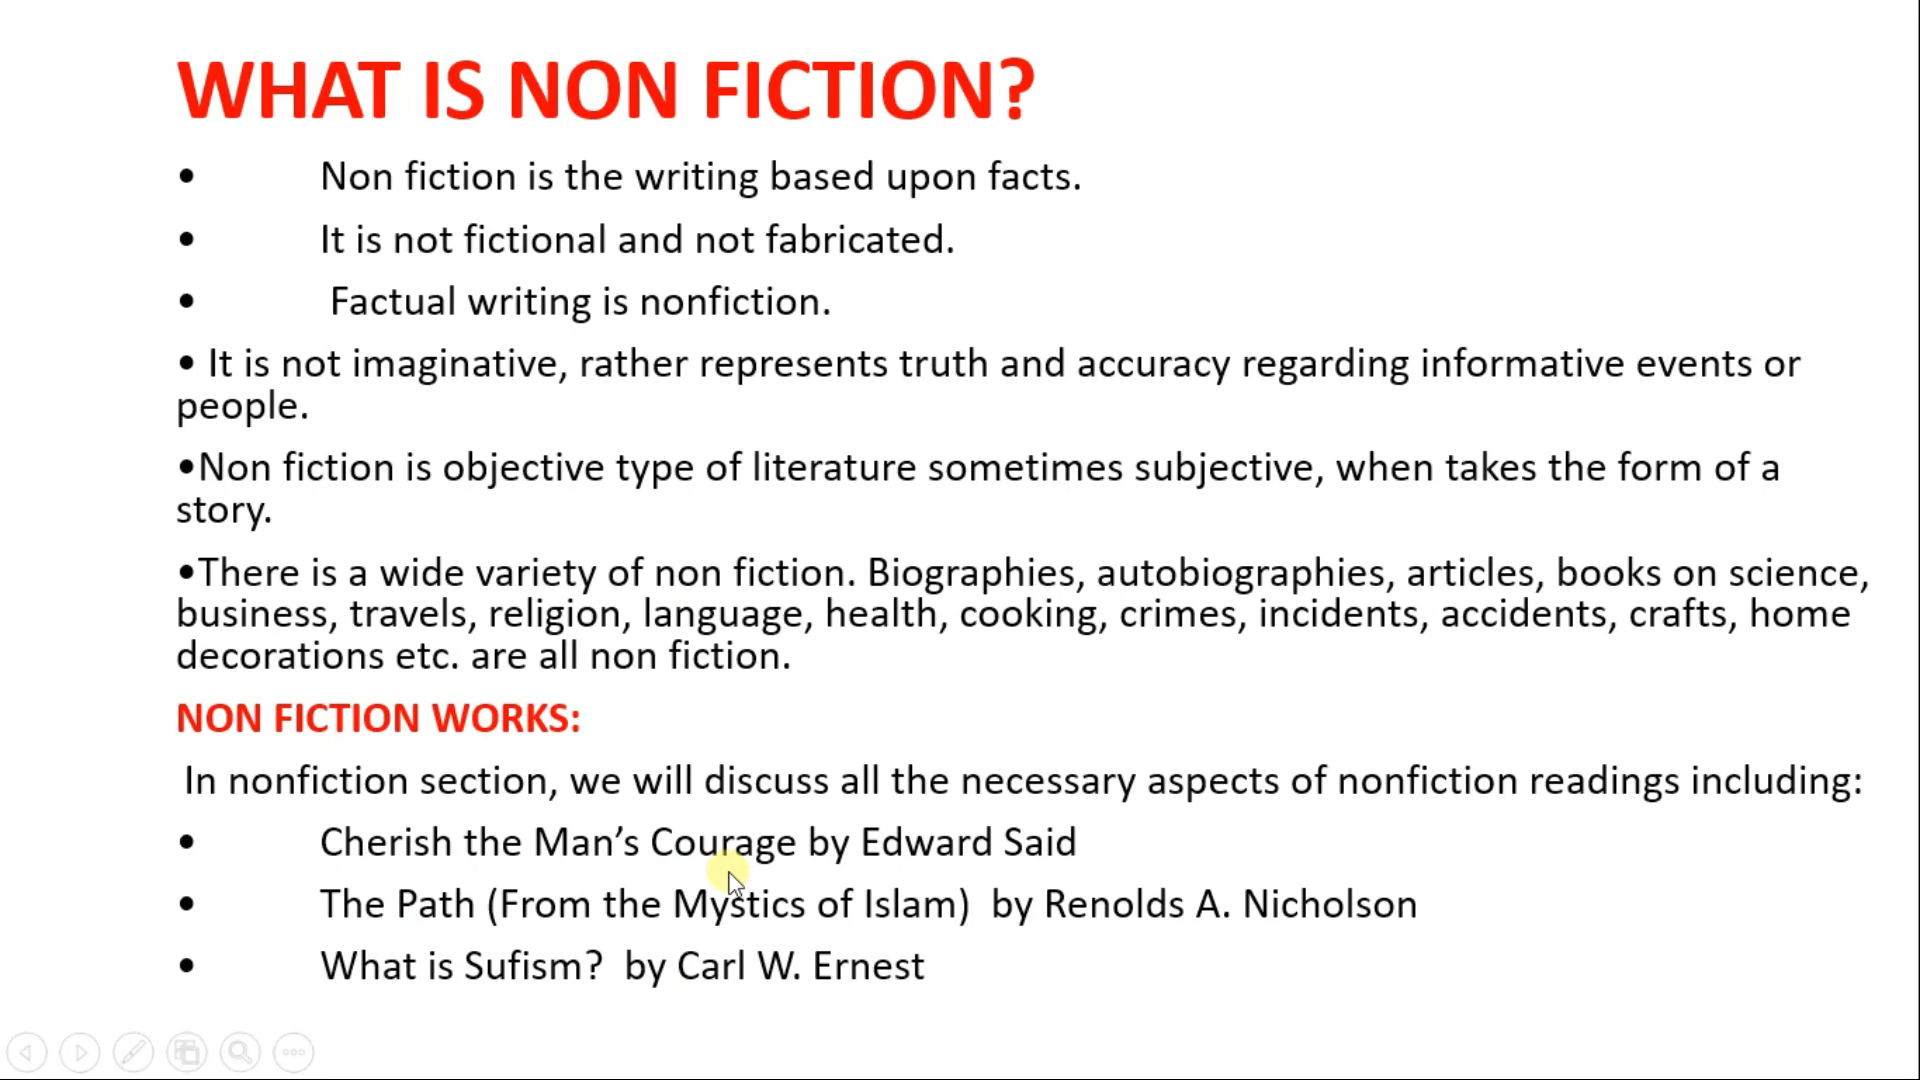 WHAT IS NON FICTION?
• Non fiction is the writing based upon facts.
• It is not fictional and not fabricated.
• Factual writing is nonfiction.
• It is not imaginative, rather represents truth and accuracy regarding informative events or
people.
•Non fiction is objective type of literature sometimes subjective, when takes the form of a
story.
•There is a wide variety of non fiction. Biographies, autobiographies, articles, books on science,
business, travels, religion, language, health, cooking, crimes, incidents, accidents, crafts, home
decorations etc. are all non fiction.
NON FICTION WORKS:
In nonfiction section, we will discuss all the necessary aspects of nonfiction readings including:
• Cherish the Man’s Courage by Edward Said
• The Path (From the Mystics of Islam) by Renolds A. Nicholson
• What is Sufism? by Carl W. Ernest